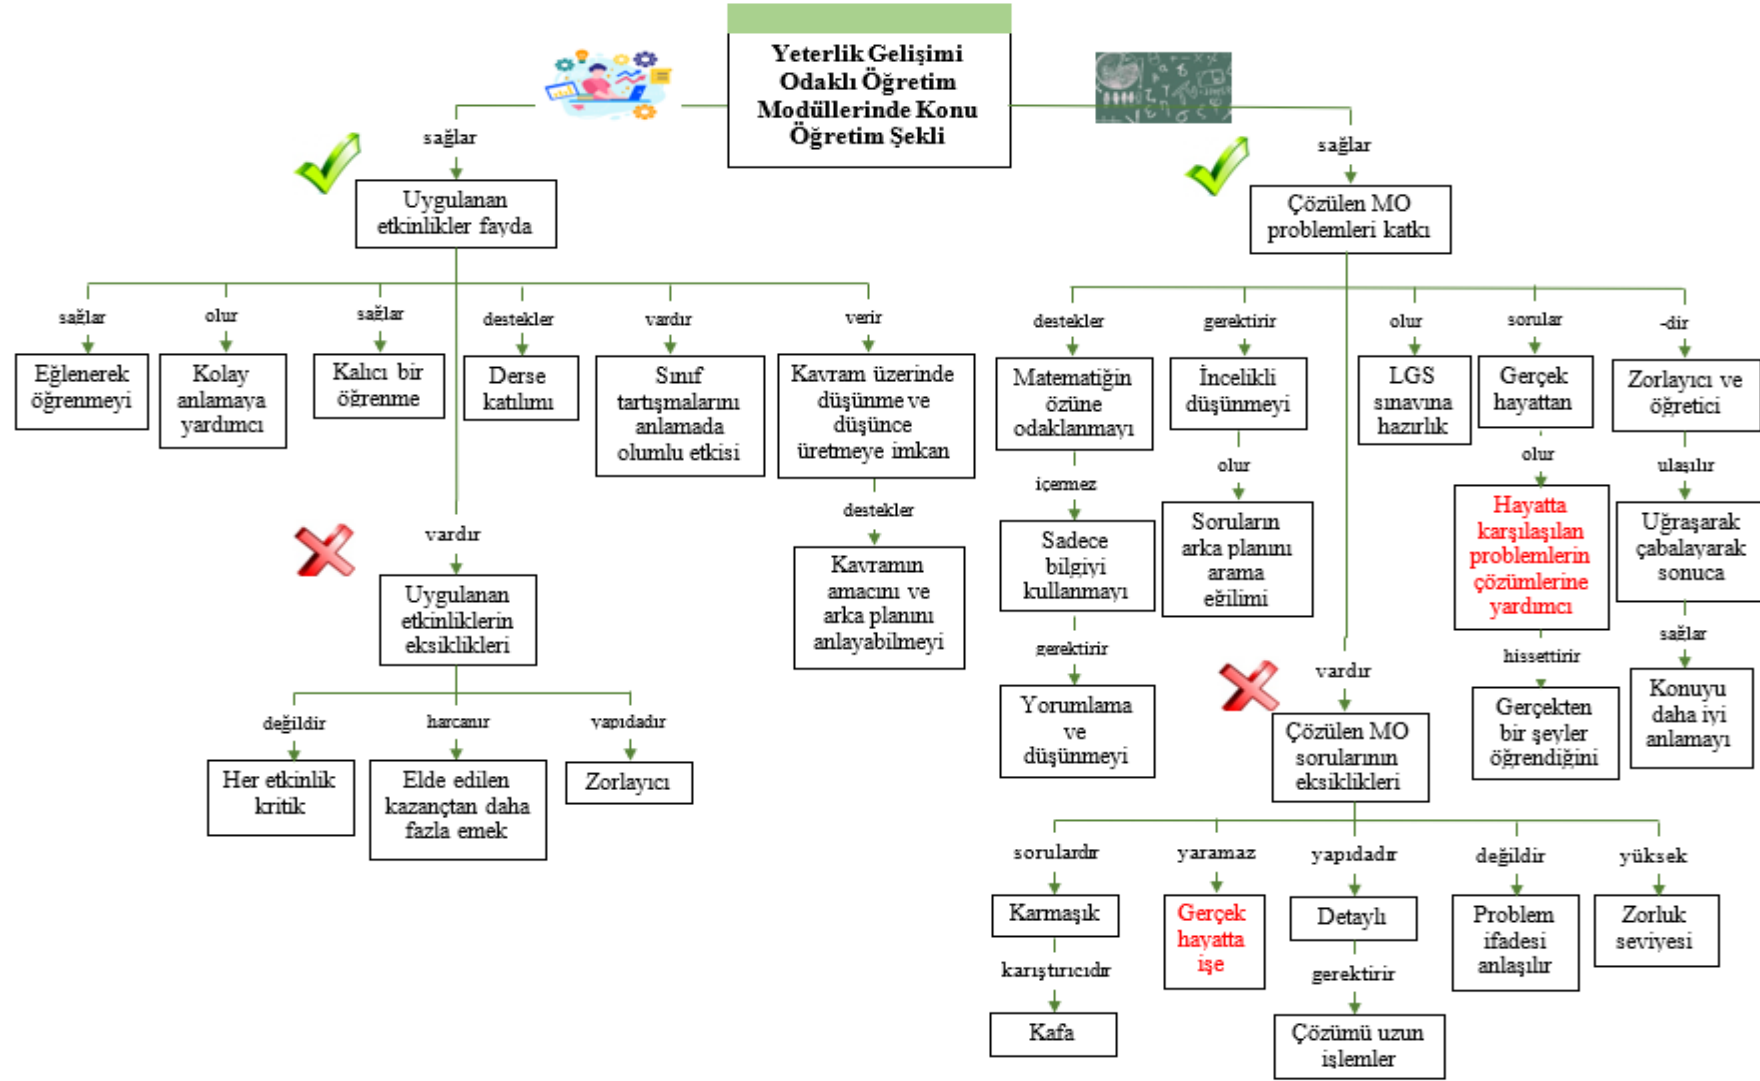 Yeterlik Gelişimi
Odaklı Öğretim
Modüllerinde Konu
Öğretim Şekli
sağlar
Uygulanan
etkinlikler fayda
sağlar
Eğlenerek
öğrenmeyi
olur
Kolay
anlamaya
yardımcı
sağlar
Kalıcı bir
öğrenme
destekler
Derse
katılımı
vardır
Sınıf
tartışmalarını
anlamada
olumlu etkisi
verir
Kavram üzerinde
düşünme ve
düşünce
üretmeye imkan
destekler
Kavramın
amacını ve
arka planını
anlayabilmeyi
vardır
Uygulanan
etkinliklerin
eksiklikleri
değildir
Her etkinlik
kritik
harcanır
Elde edilen
kazançtan daha
fazla emek
yapıdadır
Zorlayıcı
sağlar
Çözülen MO
problemleri katkı
destekler
Matematiğin
özüne
odaklanmayı
içermez
Sadece
bilgiyi
kullanmayı
gerektirir
Yorumlama
ve
düşünmeyi
gerektirir
İncelikli
düşünmeyi
olur
Soruların
arka planını
arama
eğilimi
olur
LGS
sınavına
hazırlık
sorular
Gerçek
hayattan
olur
Hayatta
karşılaşılan
problemlerin
çözümlerine
yardımcı
hissettirir
Gerçekten
bir şeyler
öğrendiğini
-dir
Zorlayıcı ve
öğretici
ulaşılır
Uğraşarak
çabalayarak
sonuca
sağlar
Konuyu
daha iyi
anlamayı
vardır
Çözülen MO
sorularının
eksiklikleri
sorulardır
Karmaşık
karıştırıcıdır
Kafa
yaramaz
Gerçek
hayatta
işe
yapıdadır
Detaylı
gerektirir
Çözümü uzun
işlemler
değildir
Problem
ifadesi
anlaşılır
yüksek
Zorluk
seviyesi